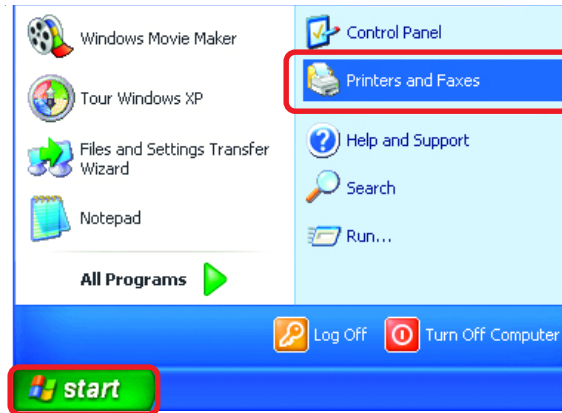 Windows Movie Maker
Tour Windows XP
Files and Settings Transfer
Wizard
Notepad
All Programs
Control Panel
Printers and Faxes
Help and Support
Search
Run...
Log Off
Turn Off Computer
start